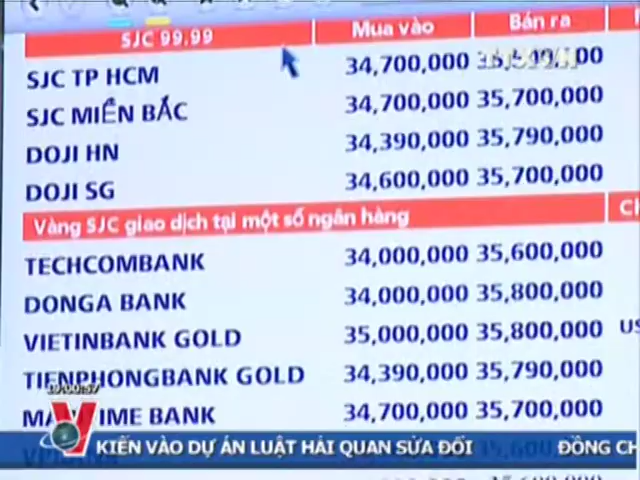 SJC 99.99 Mua vào Bán ra
SJC TP HCM 34,700,000
SJC MIỀN BẮC 34,700,000 35,700,000
DOJI HN 34,390,000 35,790,000
DOJI SG 34,600,000 35,700,000
Vàng SJC giao dịch tại một số ngân hàng
TECHCOMBANK 34,000,000 35,600,000
DONGA BANK 34,000,000 35,800,000
VIETINBANK GOLD 35,000,000 35,800,000
TIENPHONGBANK GOLD 34,390,000 35,790,000
19:00:57
BANK 34,700,000 35,700,000
KIẾN VÀO DỰ ÁN LUẬT HẢI QUAN SỬA ĐỔI ĐỒNG CH